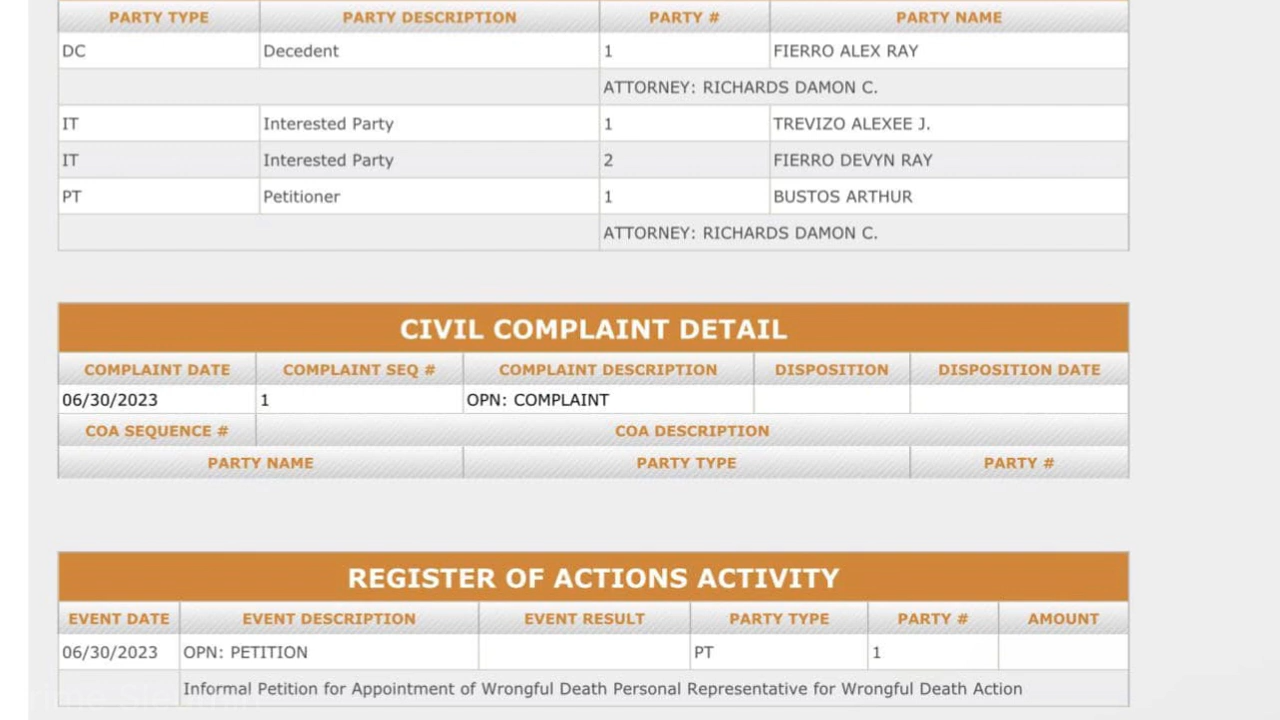 PARTY TYPE PARTY DESCRIPTION PARTY # PARTY NAME
DC Decedent 1 FIERRO ALEX RAY
ATTORNEY: RICHARDS DAMON C.
IT Interested Party 1 TREVIZO ALEXEE J.
IT Interested Party 2 FIERRO DEVYN RAY
PT Petitioner 1 BUSTOS ARTHUR
ATTORNEY: RICHARDS DAMON C.
CIVIL COMPLAINT DETAIL
COMPLAINT DATE COMPLAINT SEQ # COMPLAINT DESCRIPTION DISPOSITION DISPOSITION DATE
06/30/2023 1 OPN: COMPLAINT
COA SEQUENCE # COA DESCRIPTION
PARTY NAME PARTY TYPE PARTY #
REGISTER OF ACTIONS ACTIVITY
EVENT DATE EVENT DESCRIPTION EVENT RESULT PARTY TYPE PARTY # AMOUNT
06/30/2023 OPN: PETITION PT 1
Informal Petition for Appointment of Wrongful Death Personal Representative for Wrongful Death Action